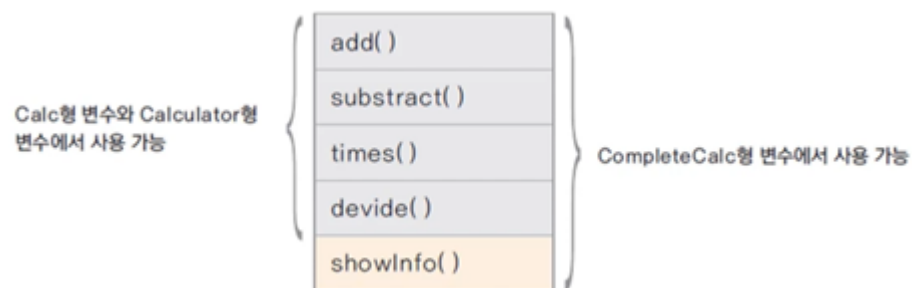 Calc형 변수와 Calculator형
변수에서 사용 가능
add( )
substract( )
times( )
devide( )
showInfo( )
CompleteCalc형 변수에서 사용 가능